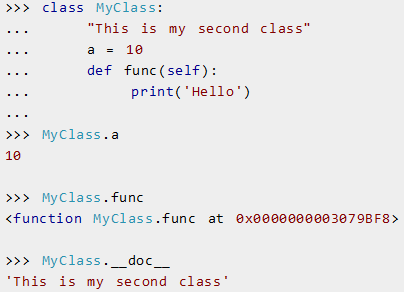 >>> class MyClass:
...     "This is my second class"
...     a = 10
...     def func(self):
...         print('Hello')
...
>>> MyClass.a
10
>>> MyClass.func
<function MyClass.func at 0x0000000003079BF8>
>>> MyClass.__doc__
'This is my second class'